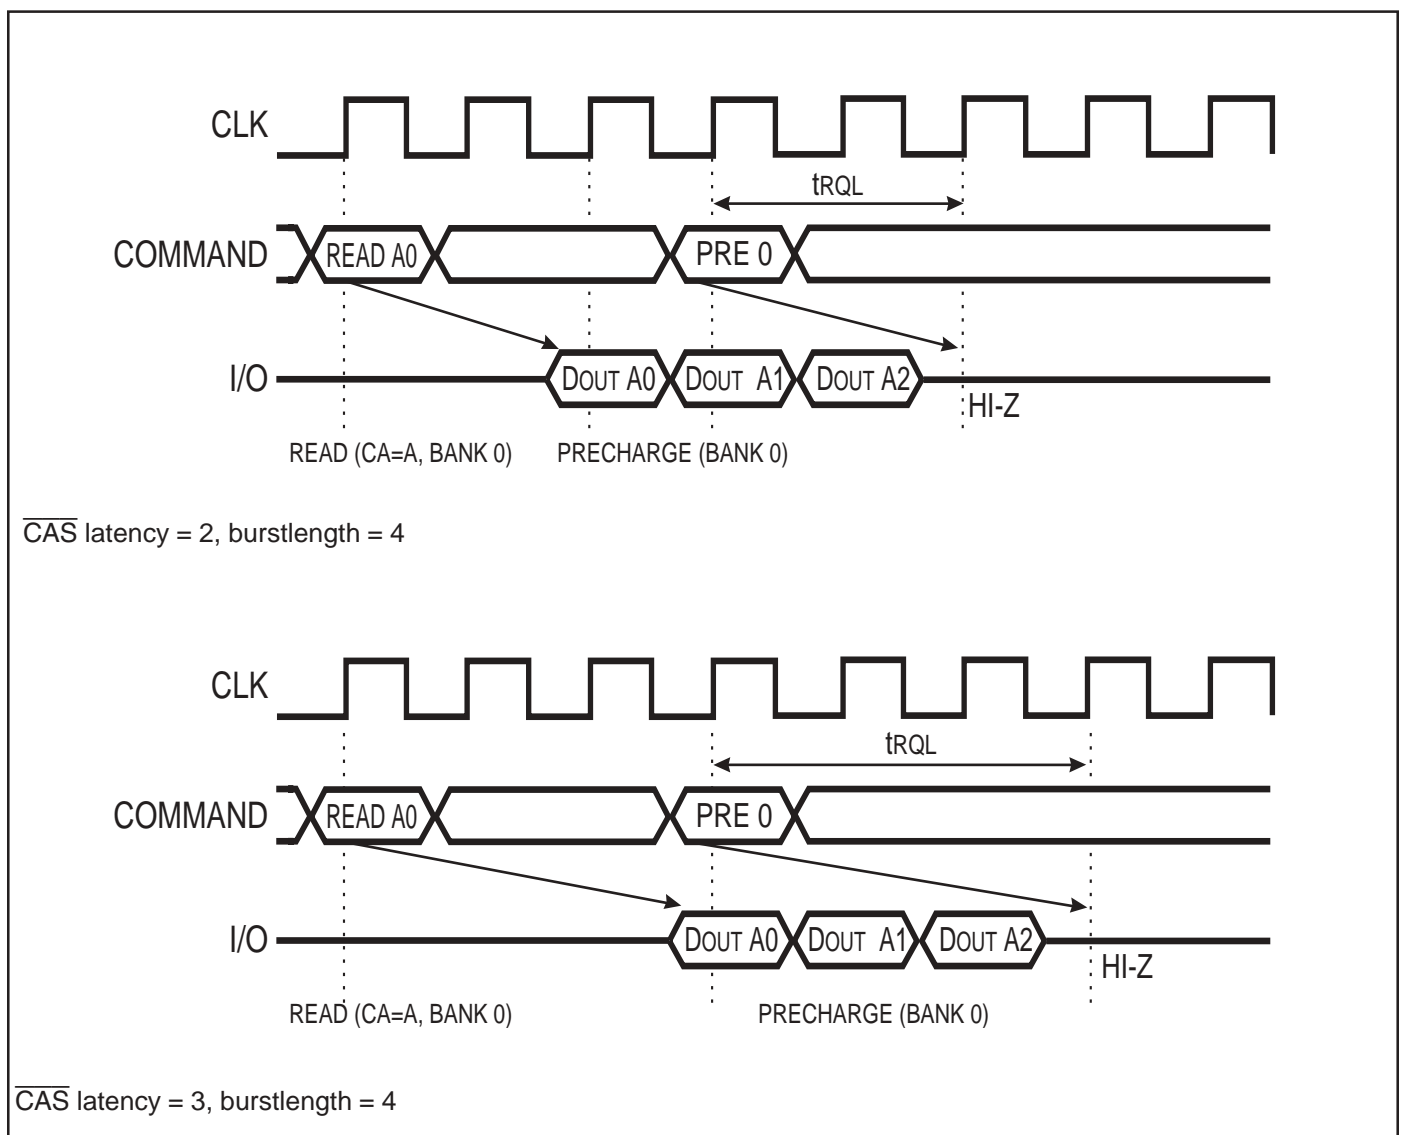 CLK
tRQL
COMMAND READ A0 PRE 0
I/O DOUT A0 DOUT A1 DOUT A2
HI-Z
READ (CA=A, BANK 0) PRECHARGE (BANK 0)
CAS latency = 2, burstlength = 4
CLK
tRQL
COMMAND READ A0 PRE 0
I/O DOUT A0 DOUT A1 DOUT A2
HI-Z
READ (CA=A, BANK 0) PRECHARGE (BANK 0)
CAS latency = 3, burstlength = 4